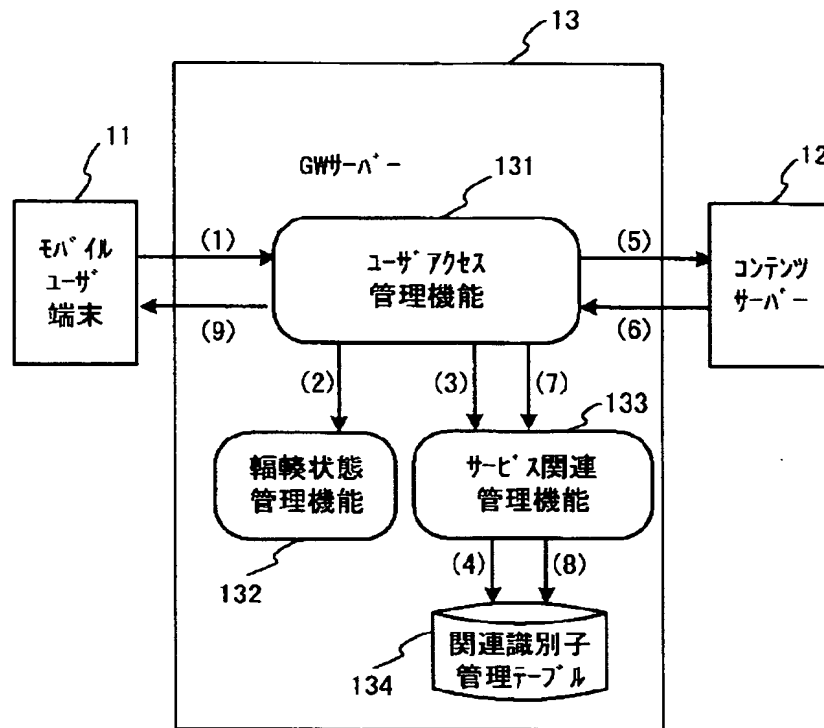 13
11
GWサーバー
131
12
モバイル
ユーザ
端末
(1)
(9)
ユーザアクセス
管理機能
(5)
(6)
コンテンツ
サーバー
(2)
(3)
(7)
133
輻輳状態
管理機能
サービス関連
管理機能
132
(4)
(8)
関連識別子
管理テーブル
134